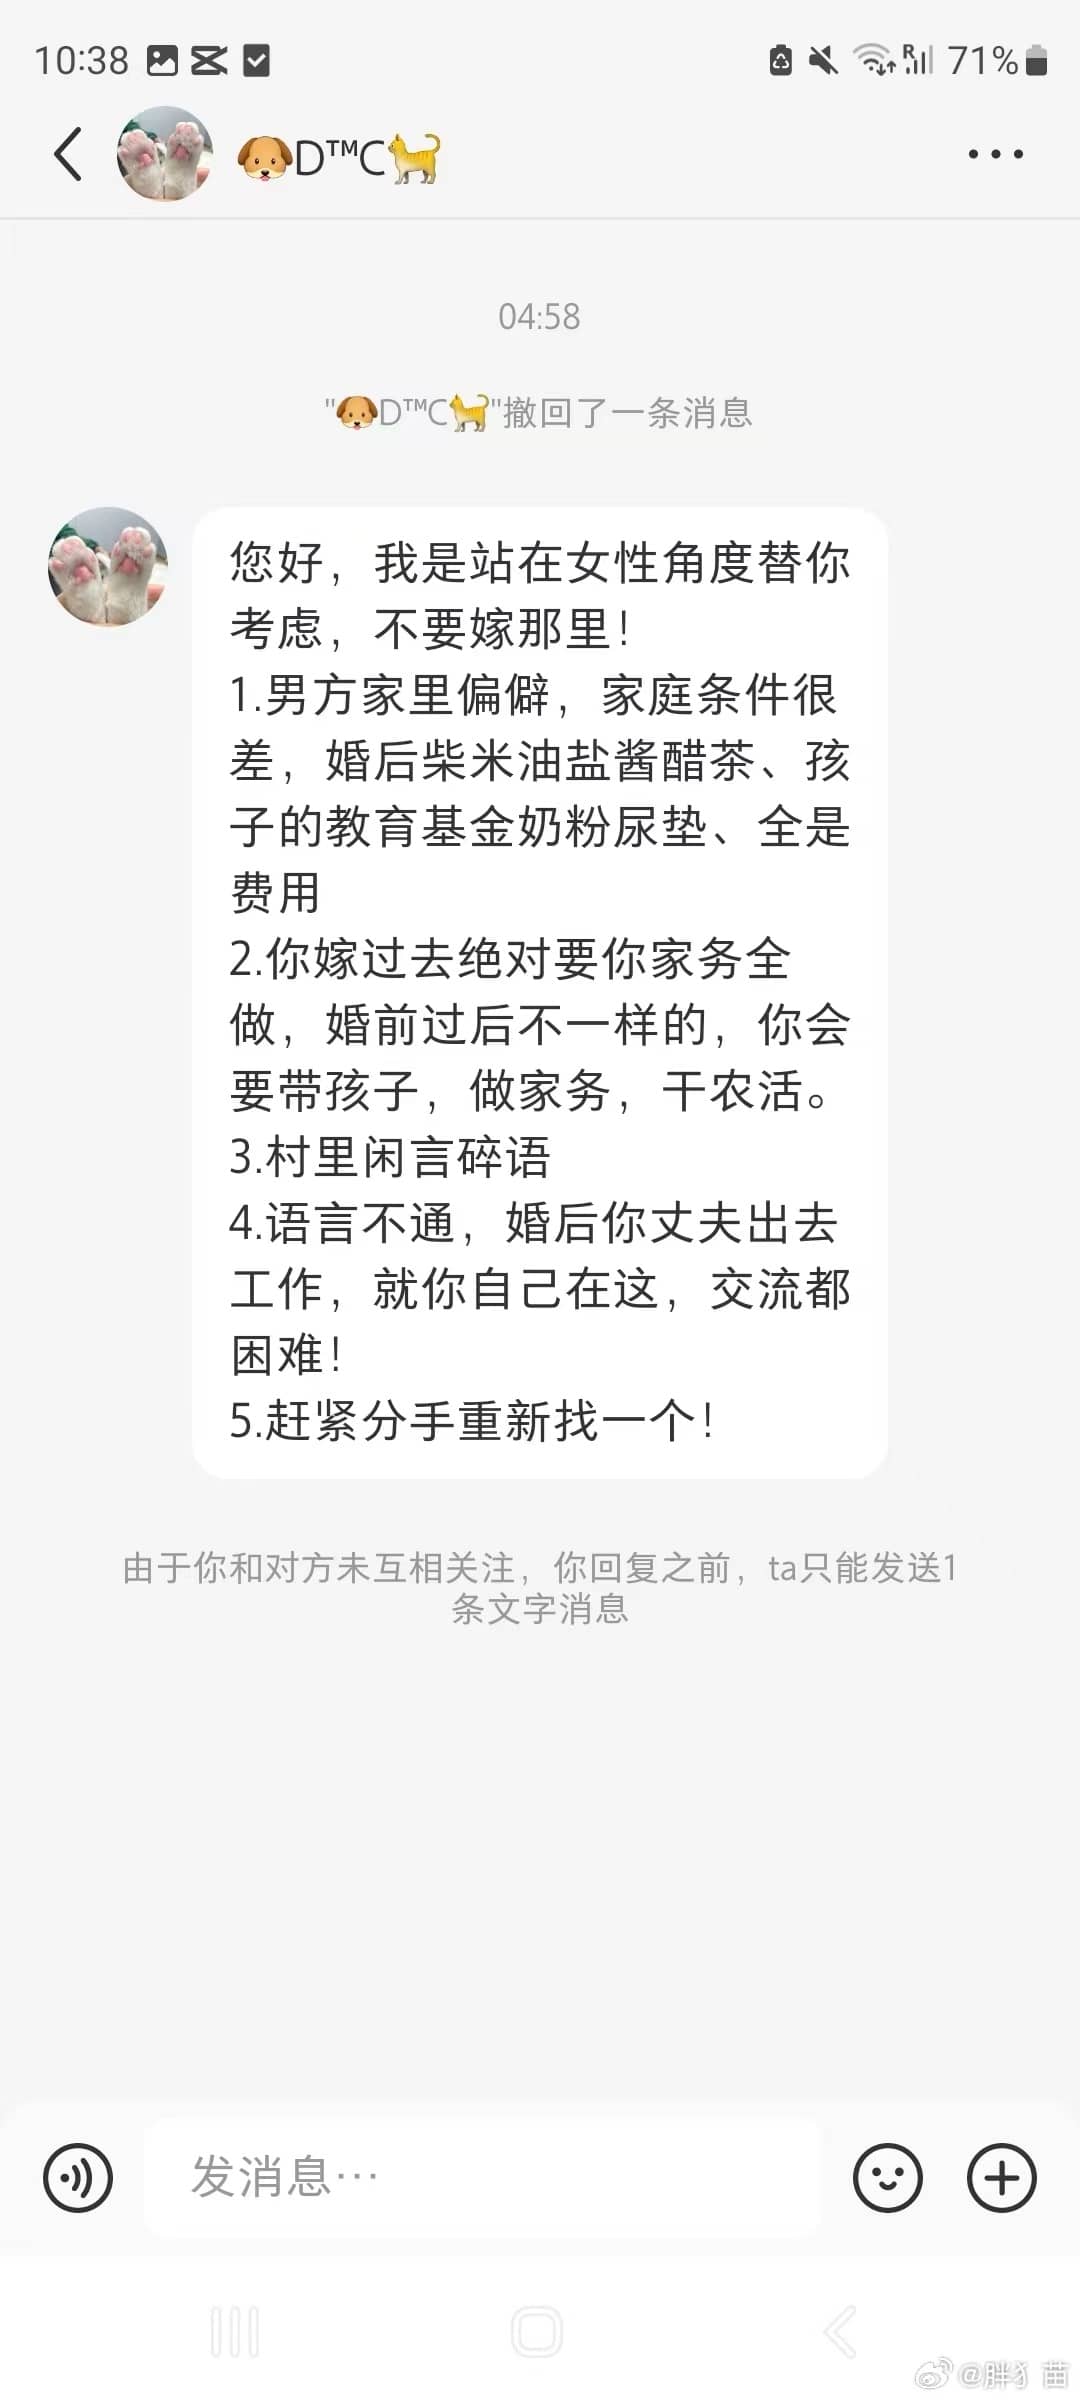 10:38
R
71%
🐶D™C🐈
04:58
"🐶D™C🐈"撤回了一条消息
您好，我是站在女性角度替你
考虑，不要嫁那里！
1.男方家里偏僻，家庭条件很
差，婚后柴米油盐酱醋茶、孩
子的教育基金奶粉尿垫、全是
费用
2.你嫁过去绝对要你家务全
做，婚前过后不一样的，你会
要带孩子，做家务，干农活。
3.村里闲言碎语
4.语言不通，婚后你丈夫出去
工作，就你自己在这，交流都
困难！
5.赶紧分手重新找一个！
由于你和对方未互相关注，你回复之前，ta只能发送1
条文字消息
发消息…